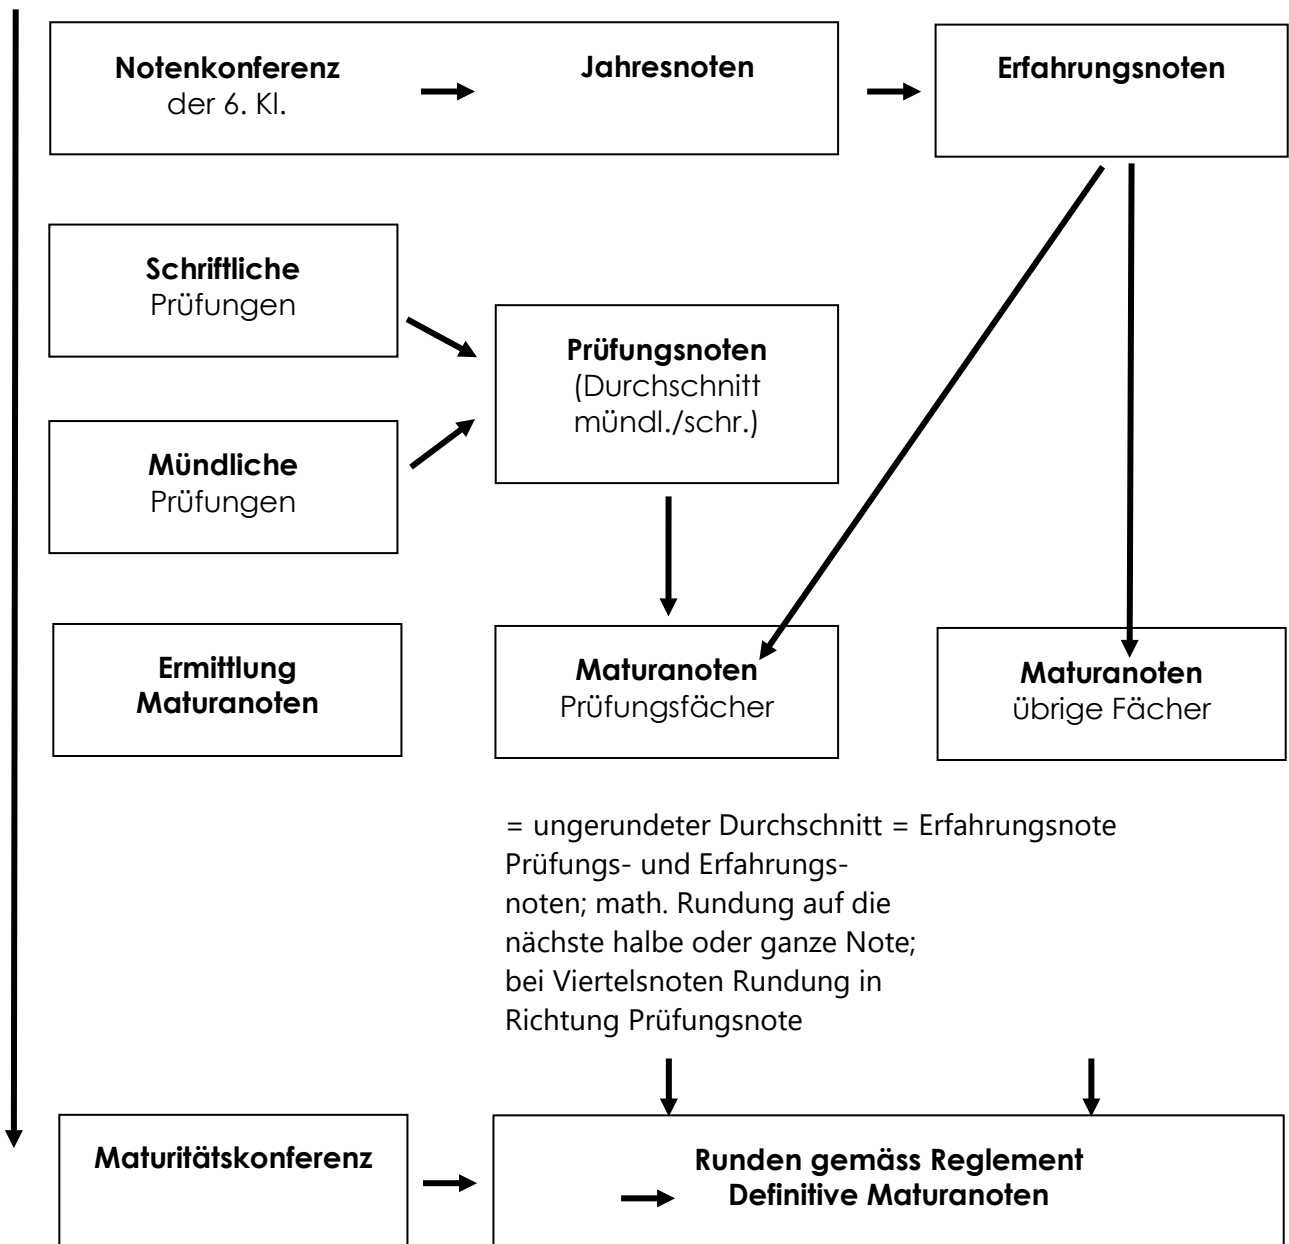 Notenkonferenz
der 6. Kl.
Jahresnoten
Erfahrungsnoten
Schriftliche
Prüfungen
Prüfungsnoten
(Durchschnitt
mündl./schr.)
Mündliche
Prüfungen
Ermittlung
Maturanoten
Maturanoten
Prüfungsfächer
Maturanoten
übrige Fächer
= ungerundeter Durchschnitt = Erfahrungsnote
Prüfungs- und Erfahrungs-
noten; math. Rundung auf die
nächste halbe oder ganze Note;
bei Viertelsnoten Rundung in
Richtung Prüfungsnote
Maturitätskonferenz
Runden gemäss Reglement
Definitive Maturanoten